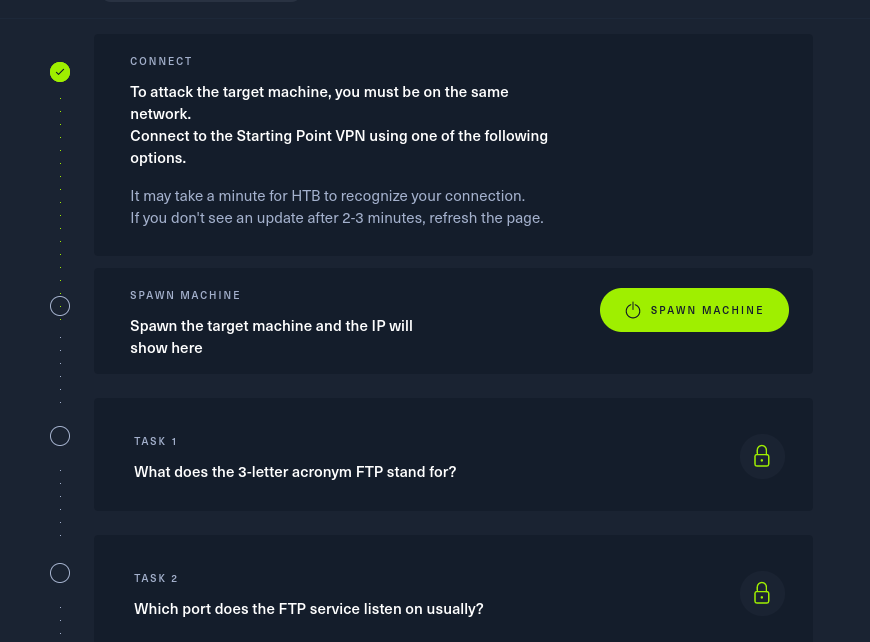 CONNECT
To attack the target machine, you must be on the same
network.
Connect to the Starting Point VPN using one of the following
options.
It may take a minute for HTB to recognize your connection.
If you don't see an update after 2-3 minutes, refresh the page.
SPAWN MACHINE
Spawn the target machine and the IP will
show here
SPAWN MACHINE
TASK 1
What does the 3-letter acronym FTP stand for?
TASK 2
Which port does the FTP service listen on usually?